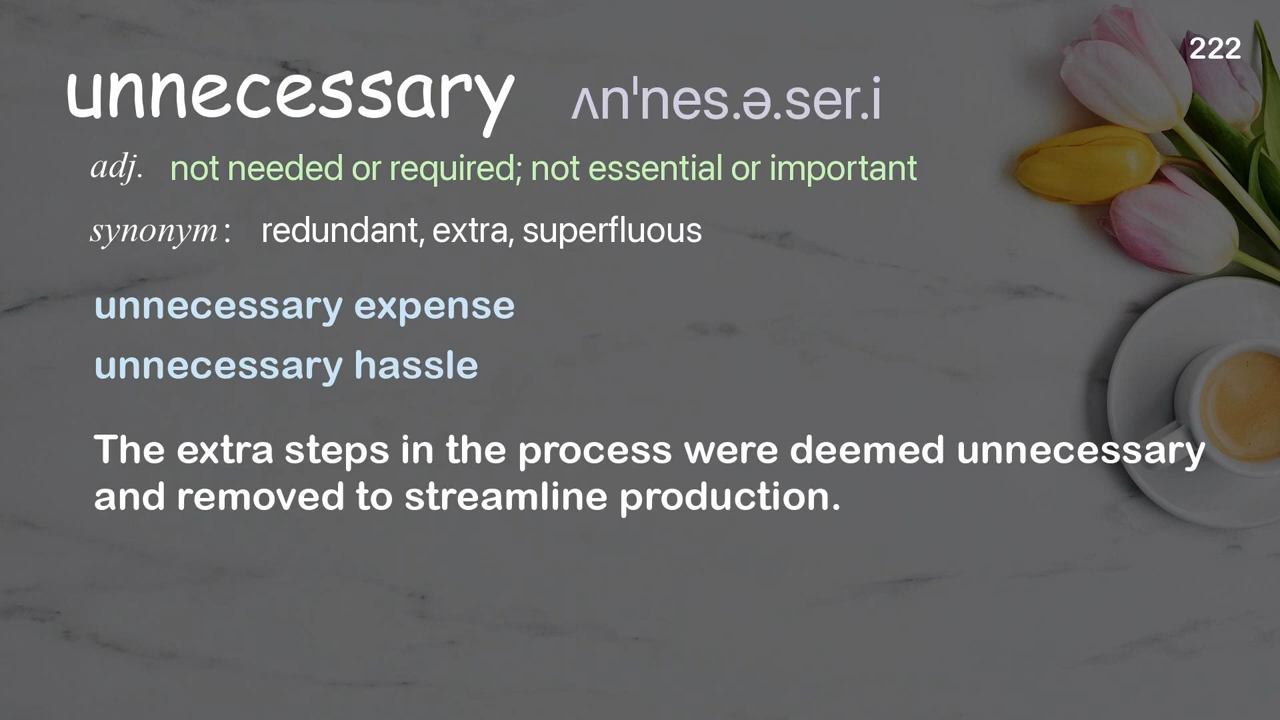 222
unnecessary ʌnˈnes.ə.ser.i
adj. not needed or required; not essential or important
synonym: redundant, extra, superfluous
unnecessary expense
unnecessary hassle
The extra steps in the process were deemed unnecessary
and removed to streamline production.